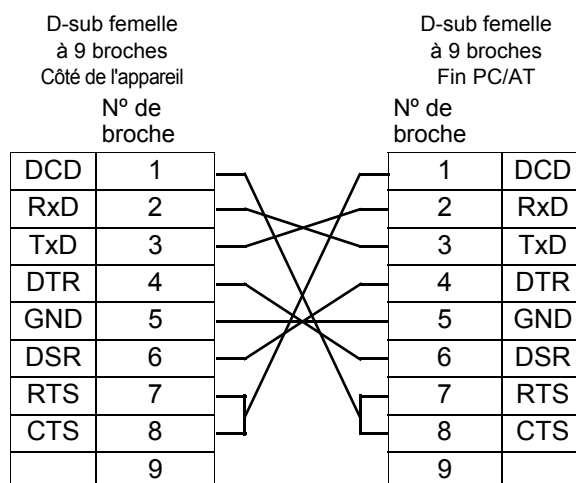 D-sub femelle
à 9 broches
Côté de l'appareil
D-sub femelle
à 9 broches
Fin PC/AT
Nº de
broche
Nº de
broche
DCD 1 1 DCD
RxD 2 2 RxD
TxD 3 3 TxD
DTR 4 4 DTR
GND 5 5 GND
DSR 6 6 DSR
RTS 7 7 RTS
CTS 8 8 CTS
9 9